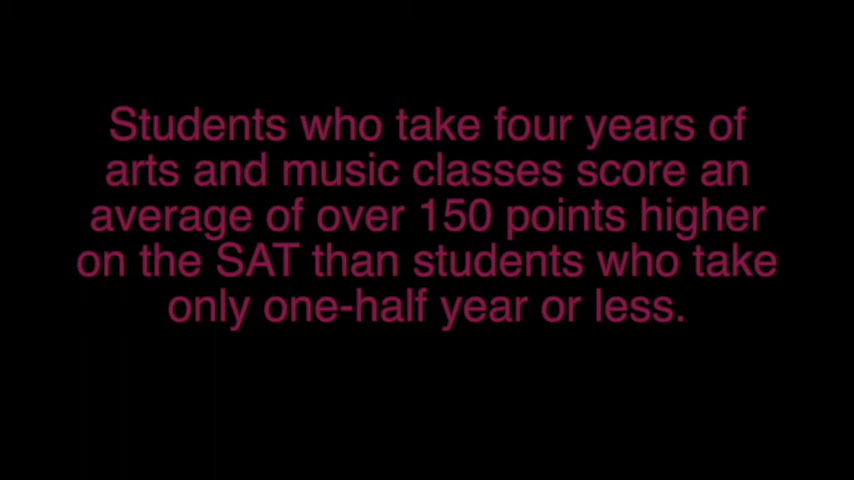 Students who take four years of
arts and music classes score an
average of over 150 points higher
on the SAT than students who take
only one-half year or less.